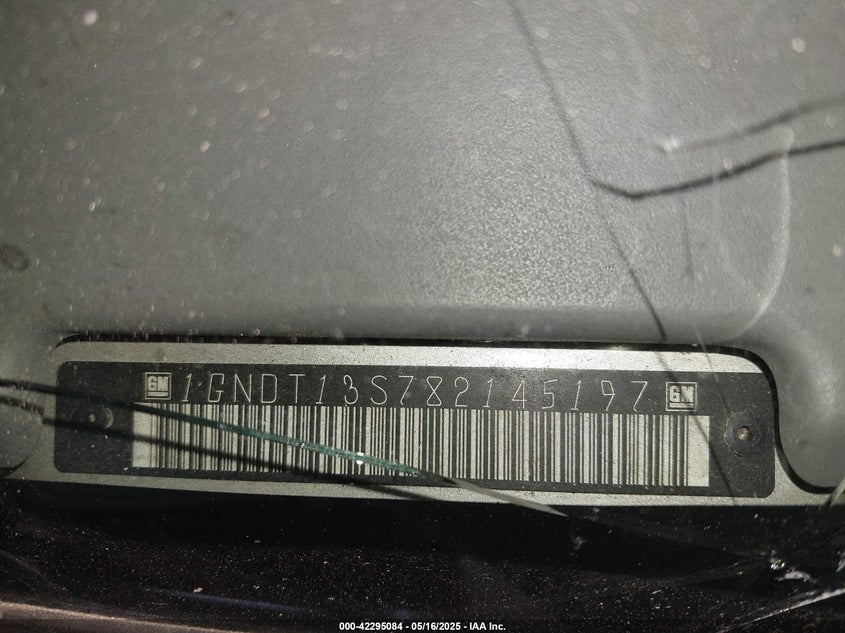 GM 1GNDT13S782145197 GM
000-42295084 - 05/16/2025 - IAA Inc.